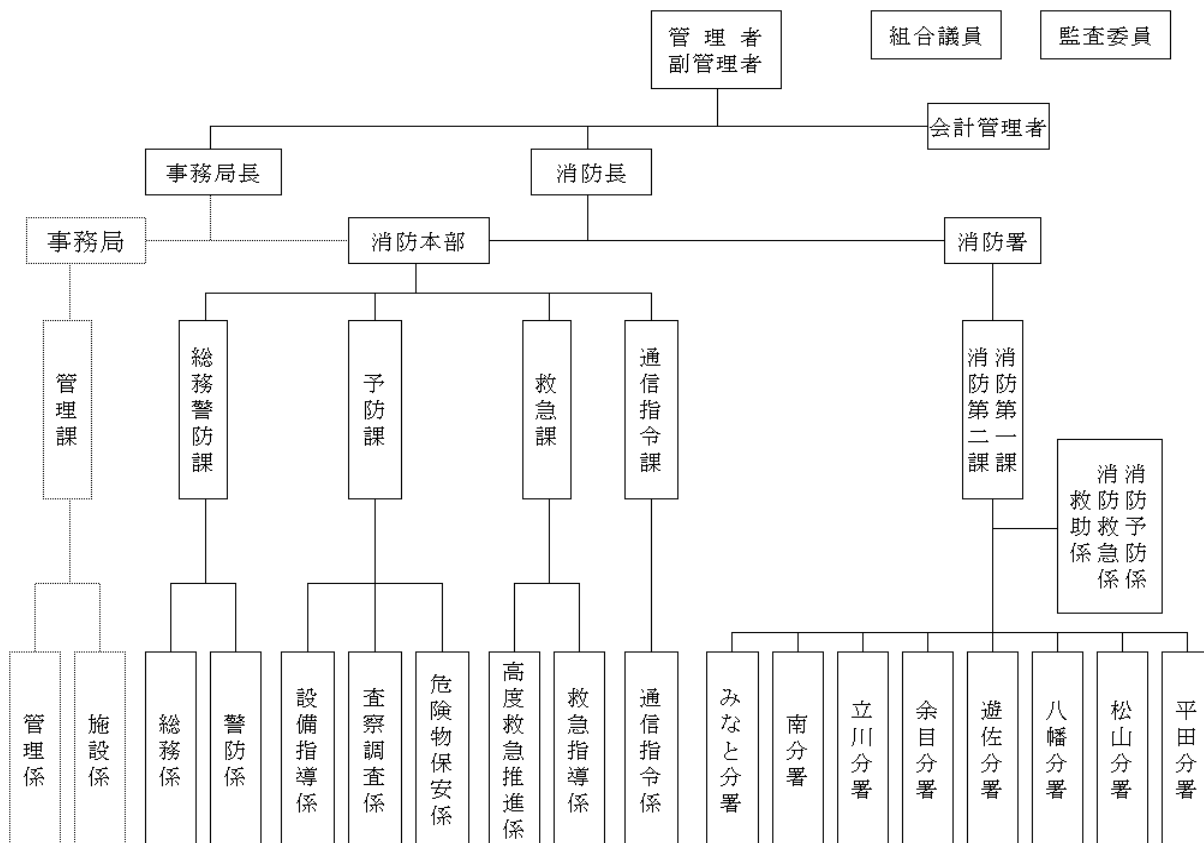 管理者
副管理者
組合議員
監査委員
会計管理者
事務局長
消防長
事務局
消防本部
消防署
管理課
総務警防課
予防課
救急課
通信指令課
消防第一課
消防第二課
消防予防係
消防救急係
救助係
管理係
施設係
総務係
警防係
設備指導係
査察調査係
危険物保安係
高度救急推進係
救急指導係
通信指令係
みなと分署
南分署
立川分署
余目分署
遊佐分署
八幡分署
松山分署
平田分署